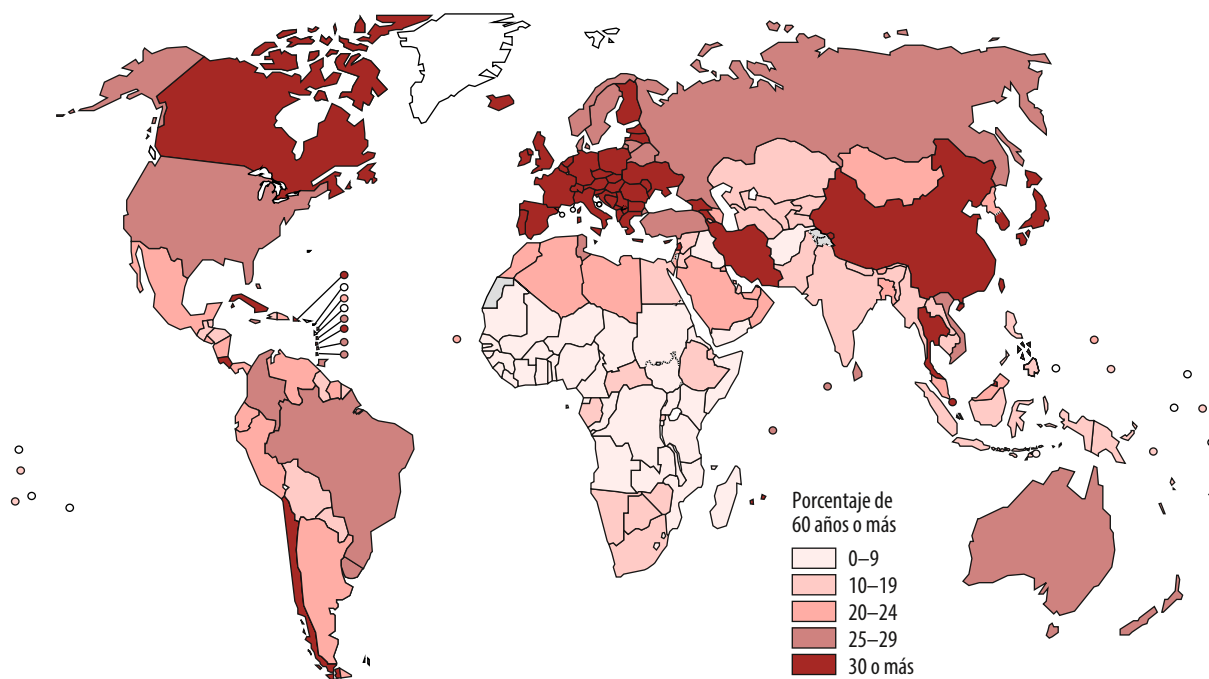 Porcentaje de
60 años o más
0–9
10–19
20–24
25–29
30 o más